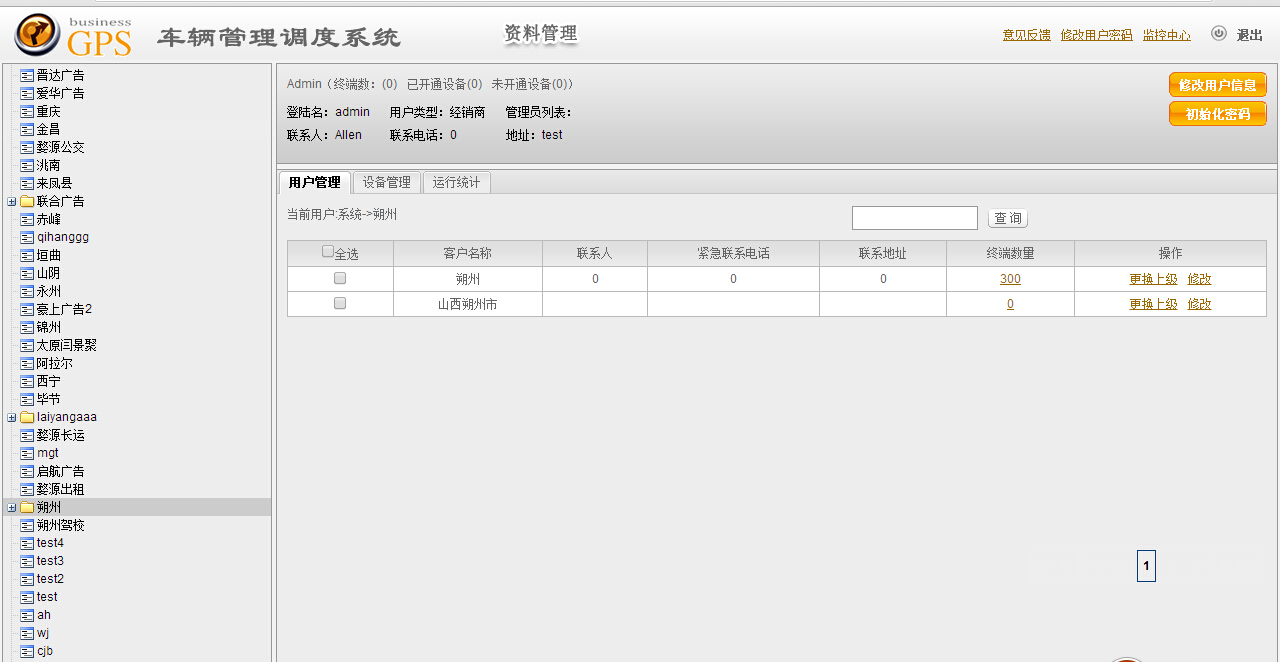 business
GPS
车辆管理调度系统
资料管理
意见反馈 修改用户密码 监控中心 退出
晋达广告
爱华广告
重庆
金昌
婺源公交
洮南
来凤县
联合广告
赤峰
qihanggg
垣曲
山阴
永州
豪上广告2
锦州
太原闫景聚
阿拉尔
西宁
毕节
laiyangaaa
婺源长运
mgt
启航广告
婺源出租
朔州
朔州驾校
test4
test3
test2
test
ah
wj
cjb
Admin（终端数：(0) 已开通设备(0) 未开通设备(0)）
登陆名：admin 用户类型：经销商 管理员列表：
联系人：Allen 联系电话：0 地址：test
修改用户信息
初始化密码
用户管理 设备管理 运行统计
当前用户:系统->朔州
查 询
全选 客户名称 联系人 紧急联系电话 联系地址 终端数量 操作
朔州 0 0 0 300 更换上级 修改
山西朔州市 0 更换上级 修改
1